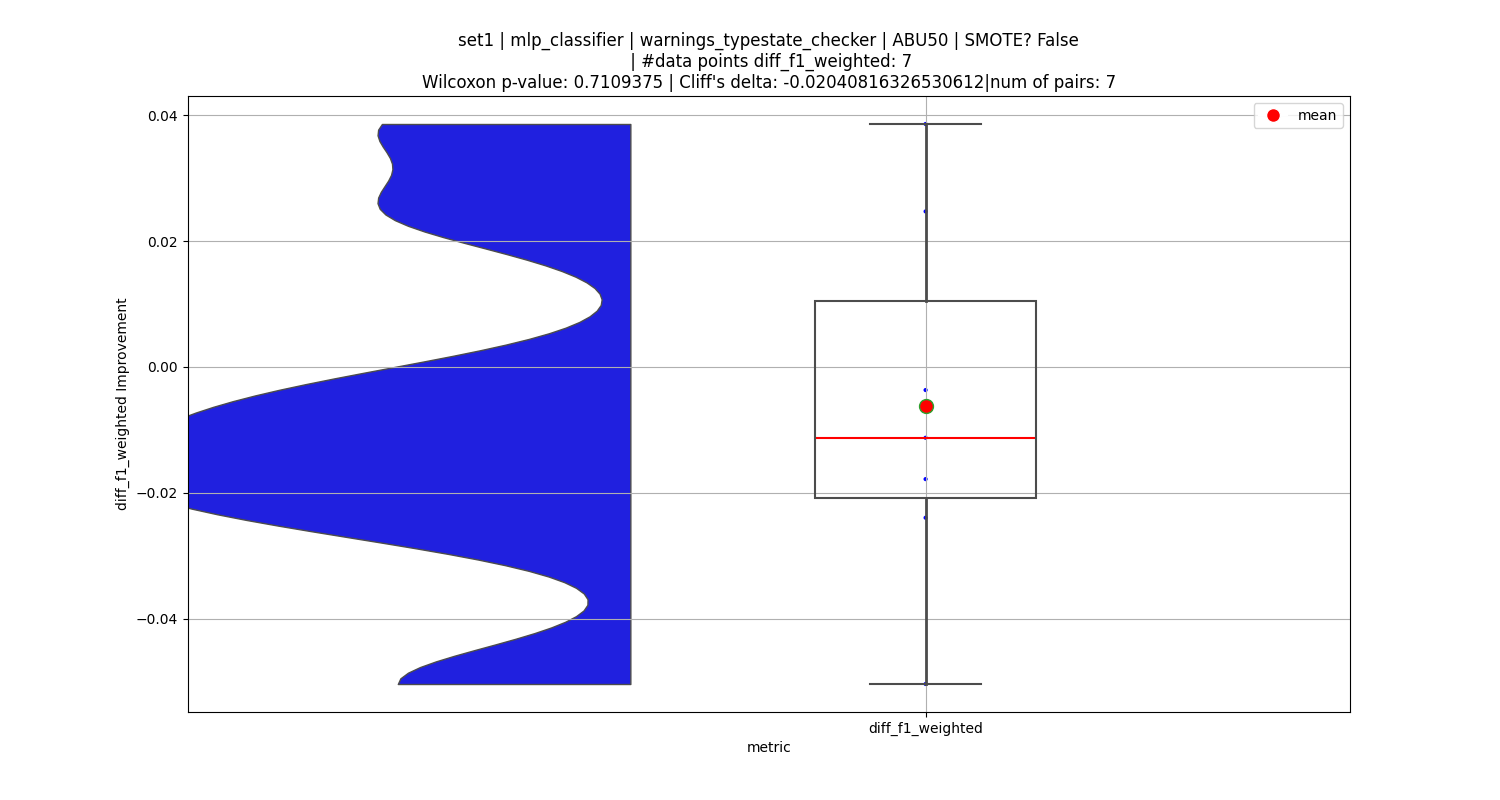 set1 | mlp_classifier | warnings_typestate_checker | ABU50 | SMOTE? False
| #data points diff_f1_weighted: 7
Wilcoxon p-value: 0.7109375 | Cliff's delta: -0.02040816326530612|num of pairs: 7
mean
0.04
0.02
0.00
−0.02
−0.04
diff_f1_weighted Improvement
diff_f1_weighted
metric